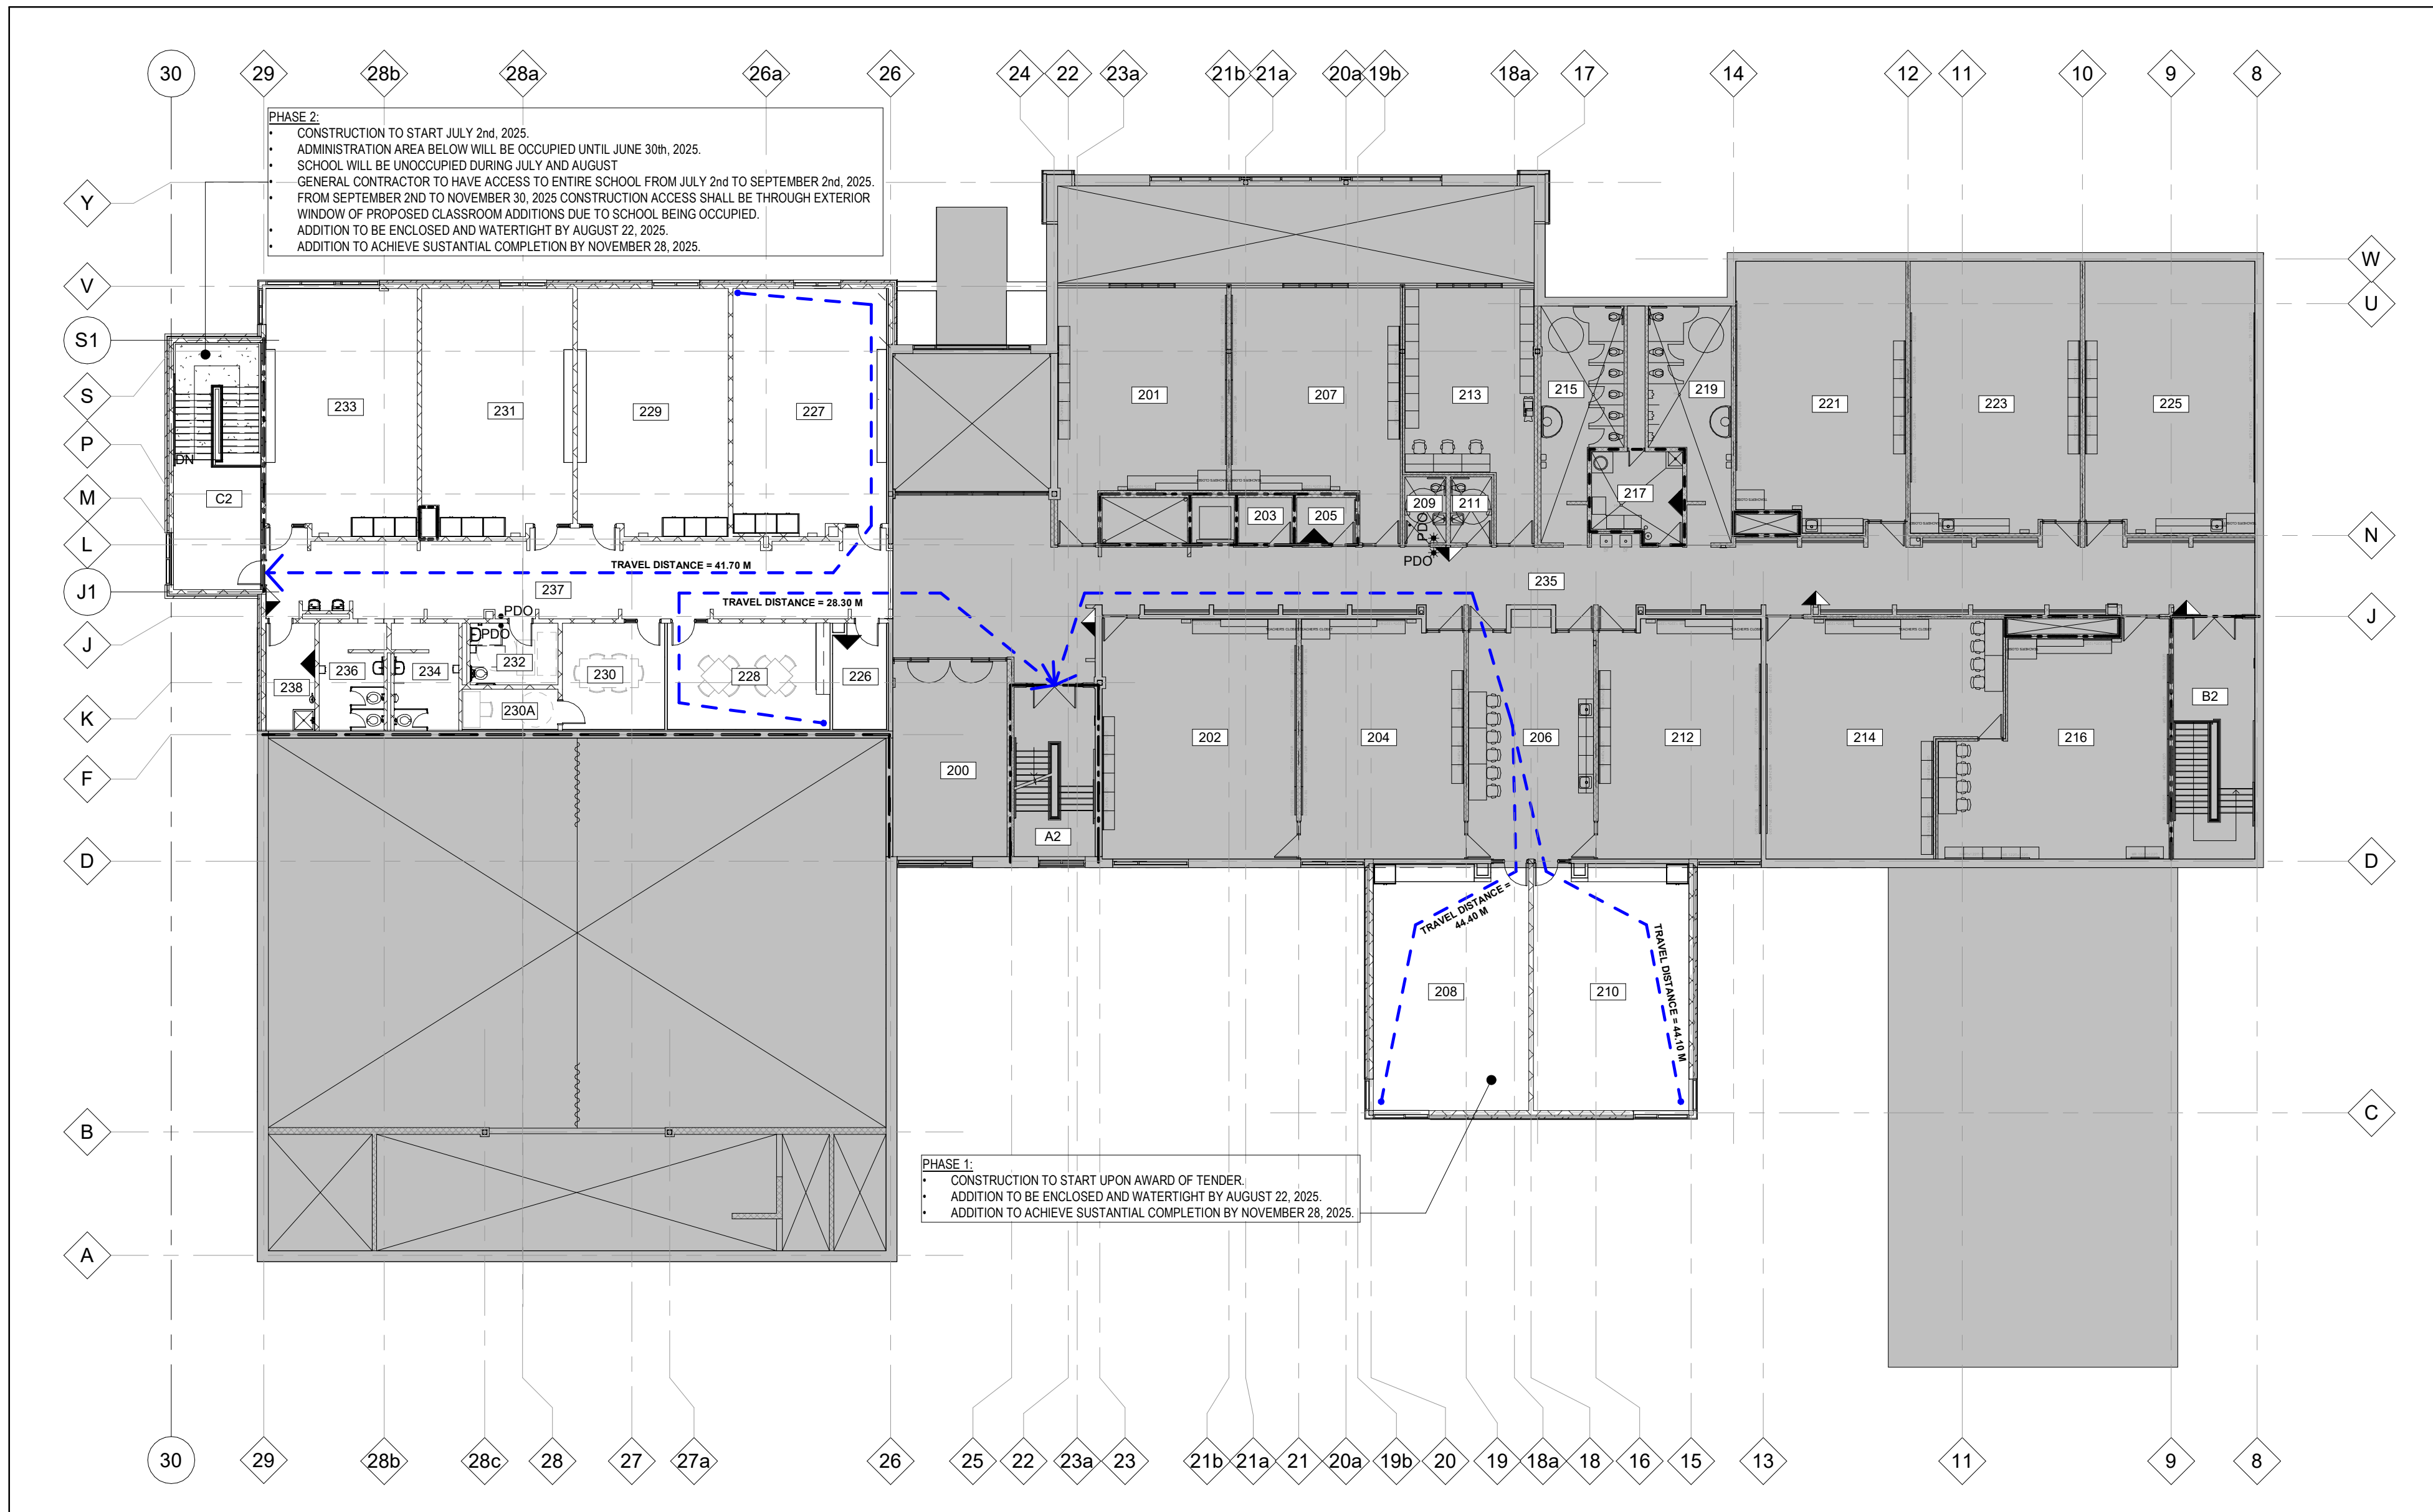 30 29 28b 28a 26a 26 24 22 23a 21b 21a 20a 19b 18a 17 14 12 11 10 9 8
PHASE 2:
• CONSTRUCTION TO START JULY 2nd, 2025.
• ADMINISTRATION AREA BELOW WILL BE OCCUPIED UNTIL JUNE 30th, 2025.
• SCHOOL WILL BE UNOCCUPIED DURING JULY AND AUGUST
• GENERAL CONTRACTOR TO HAVE ACCESS TO ENTIRE SCHOOL FROM JULY 2nd TO SEPTEMBER 2nd, 2025.
• FROM SEPTEMBER 2ND TO NOVEMBER 30, 2025 CONSTRUCTION ACCESS SHALL BE THROUGH EXTERIOR
WINDOW OF PROPOSED CLASSROOM ADDITIONS DUE TO SCHOOL BEING OCCUPIED.
• ADDITION TO BE ENCLOSED AND WATERTIGHT BY AUGUST 22, 2025.
• ADDITION TO ACHIEVE SUSTANTIAL COMPLETION BY NOVEMBER 28, 2025.
Y
W
V
U
S1
S
P
M
L
N
J1
J
J
K
F
D
D
B
C
A
233
231
229
227
201
207
213
215
219
221
223
225
DN
C2
203
205
209
211
217
PDO
PDO
TRAVEL DISTANCE = 41.70 M
237
235
TRAVEL DISTANCE = 28.30 M
PDO
PDO
238
236
234
232
230
230A
228
226
200
A2
202
204
206
212
214
216
B2
TRAVEL DISTANCE =
44.40 M
TRAVEL DISTANCE = 44.10 M
208
210
PHASE 1:
• CONSTRUCTION TO START UPON AWARD OF TENDER.
• ADDITION TO BE ENCLOSED AND WATERTIGHT BY AUGUST 22, 2025.
• ADDITION TO ACHIEVE SUSTANTIAL COMPLETION BY NOVEMBER 28, 2025.
30 29 28b 28c 28 27 27a 26 25 22 23a 23 21b 21a 21 20a 19b 20 19 18a 18 16 15 13 11 9 8